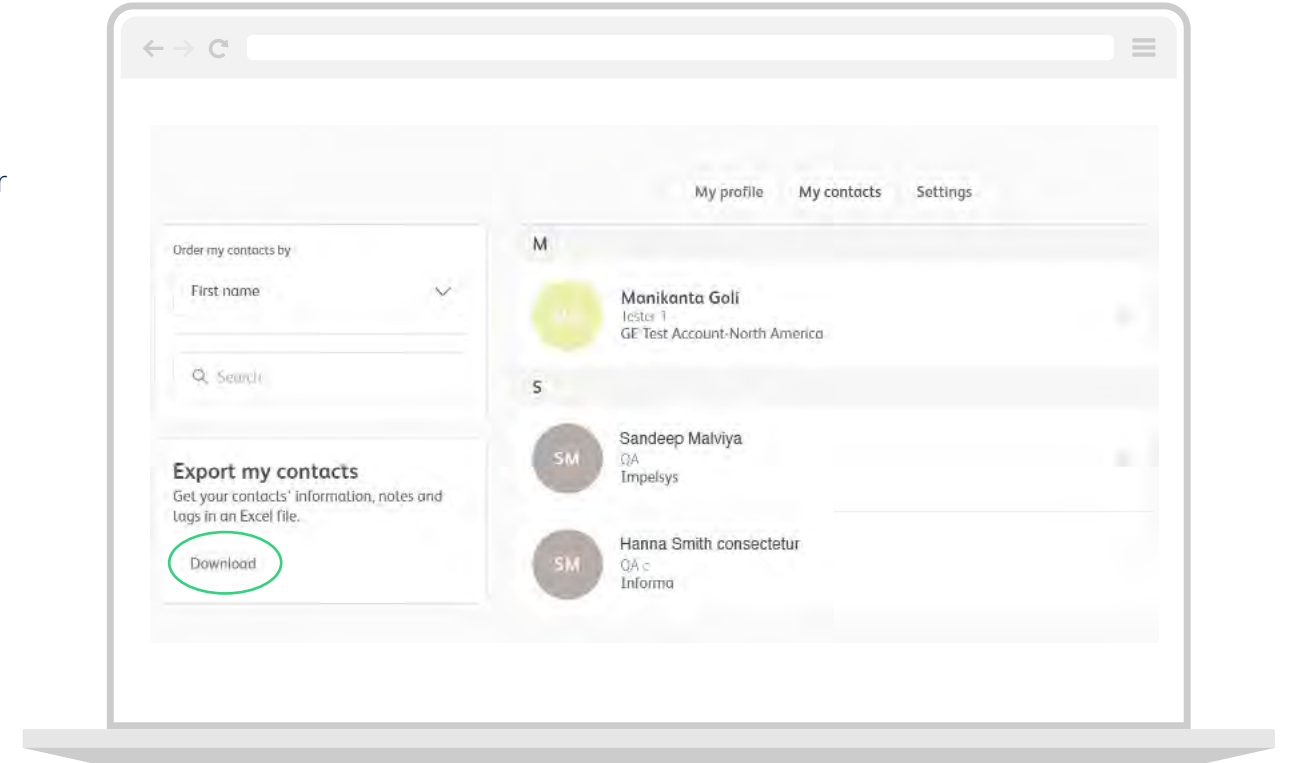 r
My profile My contacts Settings
Order my contacts by
First name
Search
Export my contacts
Get your contacts' information, notes and
tags in an Excel file.
Download
M
Manikanta Goli
Tester 1
GE Test Account-North America
S
SM
Sandeep Malviya
QA
Impelsys
SM
Hanna Smith consectetur
QA c
Informa